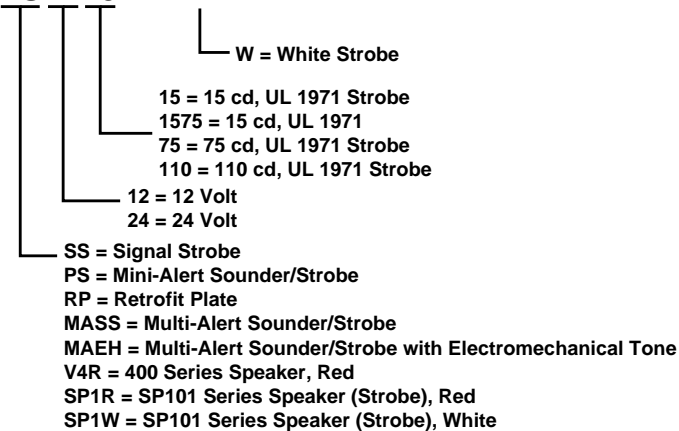 W = White Strobe
15 = 15 cd, UL 1971 Strobe
1575 = 15 cd, UL 1971
75 = 75 cd, UL 1971 Strobe
110 = 110 cd, UL 1971 Strobe
12 = 12 Volt
24 = 24 Volt
SS = Signal Strobe
PS = Mini-Alert Sounder/Strobe
RP = Retrofit Plate
MASS = Multi-Alert Sounder/Strobe
MAEH = Multi-Alert Sounder/Strobe with Electromechanical Tone
V4R = 400 Series Speaker, Red
SP1R = SP101 Series Speaker (Strobe), Red
SP1W = SP101 Series Speaker (Strobe), White